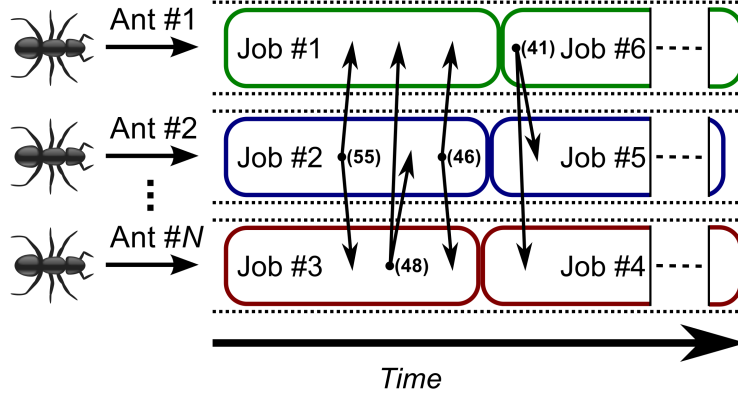 Ant #1
Job #1
(41)
Job #6
Ant #2
Job #2
(55)
(46)
Job #5
Ant #N
Job #3
(48)
Job #4
Time